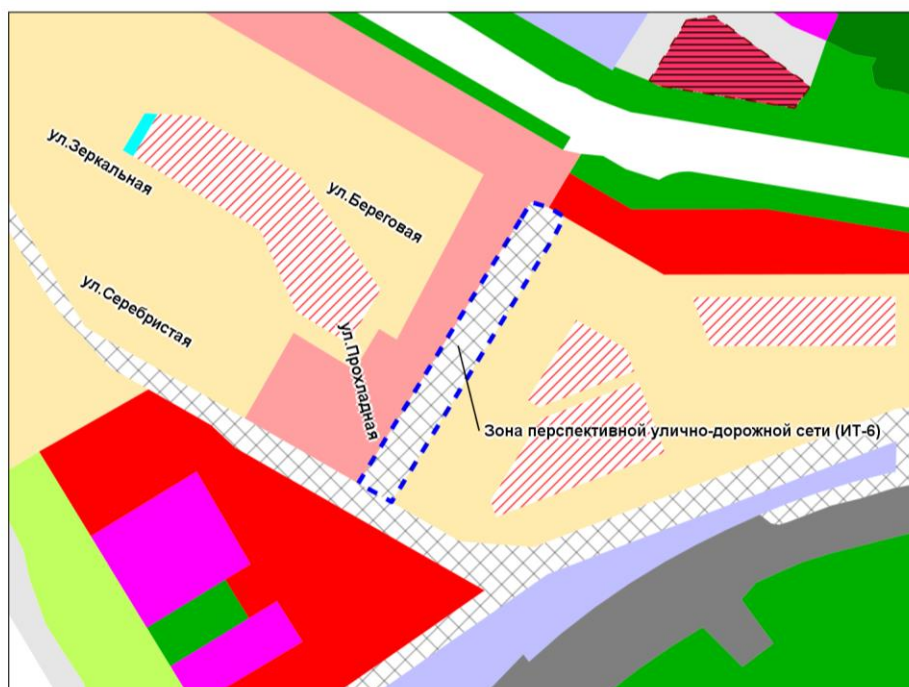 ул.Зеркальная
ул.Береговая
ул.Серебристая
ул.Прохладная
Зона перспективной улично-дорожной сети (ИТ-6)